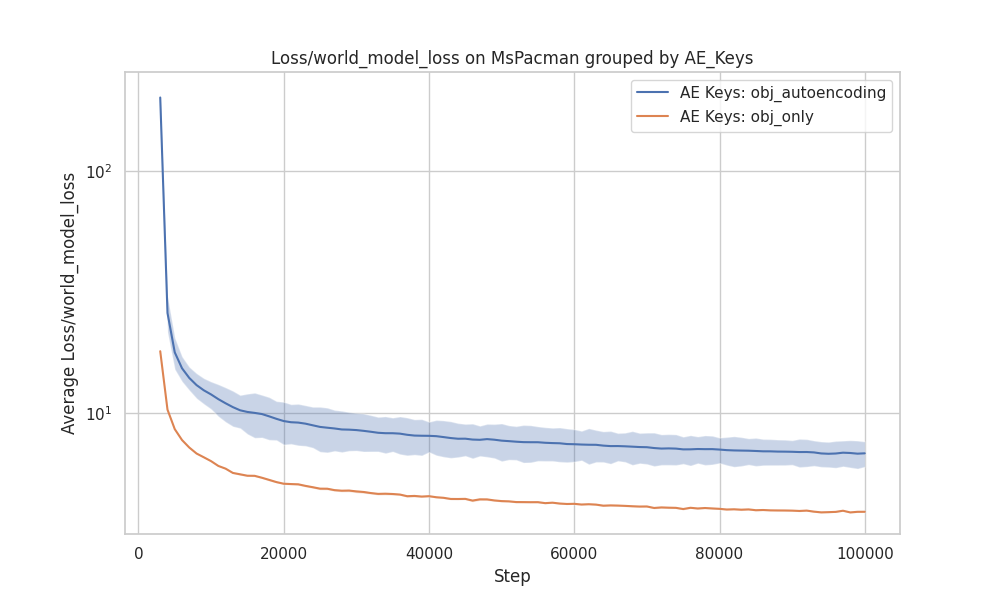 Loss/world_model_loss on MsPacman grouped by AE_Keys
AE Keys: obj_autoencoding
AE Keys: obj_only
Average Loss/world_model_loss
10²
10¹
0
20000
40000
60000
80000
100000
Step